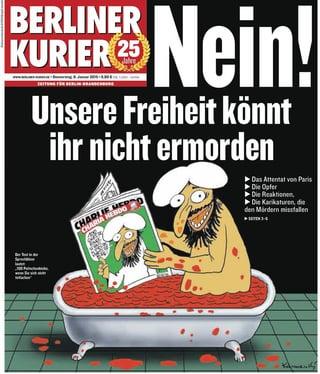 BERLINER
KURIER
25
Jahre
Nein!
ZEITUNG FÜR BERLIN-BRANDENBURG
Unsere Freiheit könnt
ihr nicht ermorden
▶ Das Attentat von Paris
▶ Die Opfer
▶ Die Reaktionen,
▶ Die Karikaturen, die
den Mördern missfallen
▶ SEITEN 2-5
CHARLIE HEBDO
CHARIA HEBDO
Der Text in der
Sprechblase
lautet
„100 Peitschenhiebe,
wenn Sie sich nicht
totlachen“